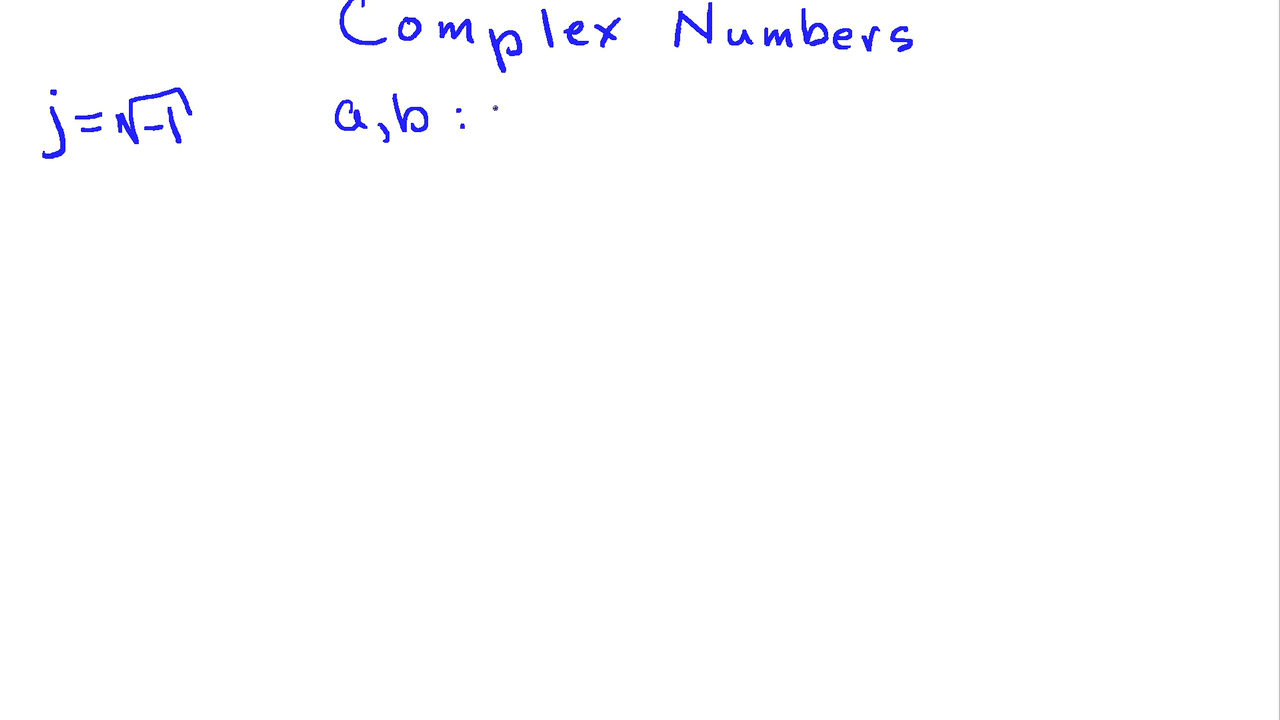 Complex Numbers
j = √-1 a,b :